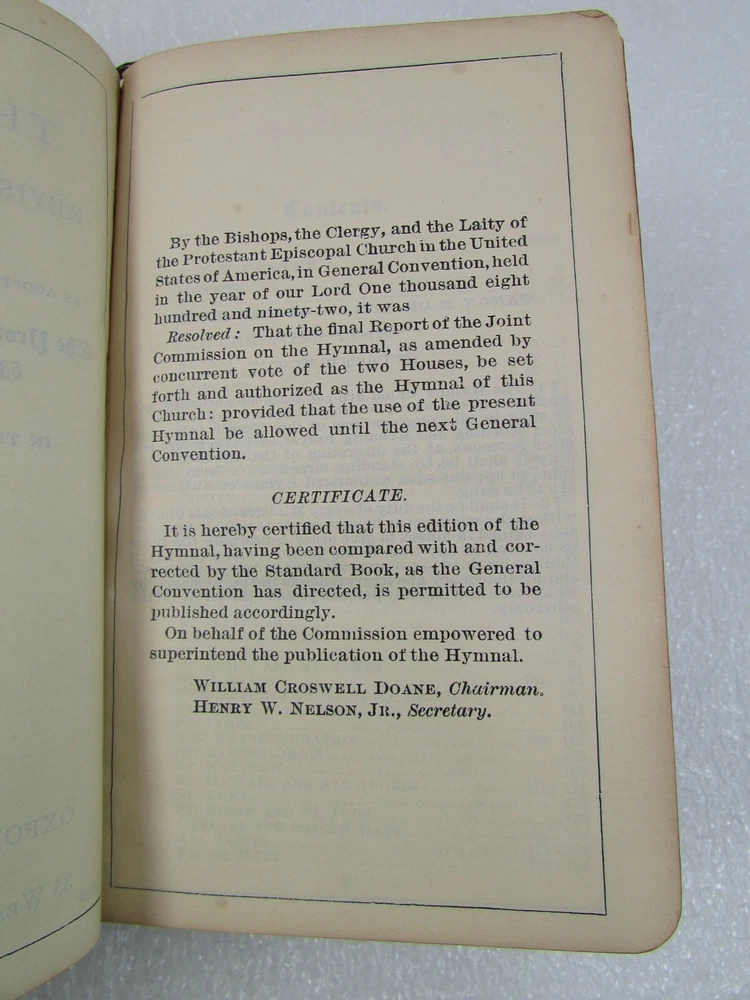 By the Bishops, the Clergy, and the Laity of
the Protestant Episcopal Church in the United
States of America, in General Convention, held
in the year of our Lord One thousand eight
hundred and ninety-two, it was
Resolved: That the final Report of the Joint
Commission on the Hymnal, as amended by
concurrent vote of the two Houses, be set
forth and authorized as the Hymnal of this
Church: provided that the use of the present
Hymnal be allowed until the next General
Convention.
CERTIFICATE.
It is hereby certified that this edition of the
Hymnal, having been compared with and cor-
rected by the Standard Book, as the General
Convention has directed, is permitted to be
published accordingly.
On behalf of the Commission empowered to
superintend the publication of the Hymnal.
WILLIAM CROSWELL DOANE, Chairman.
HENRY W. NELSON, JR., Secretary.